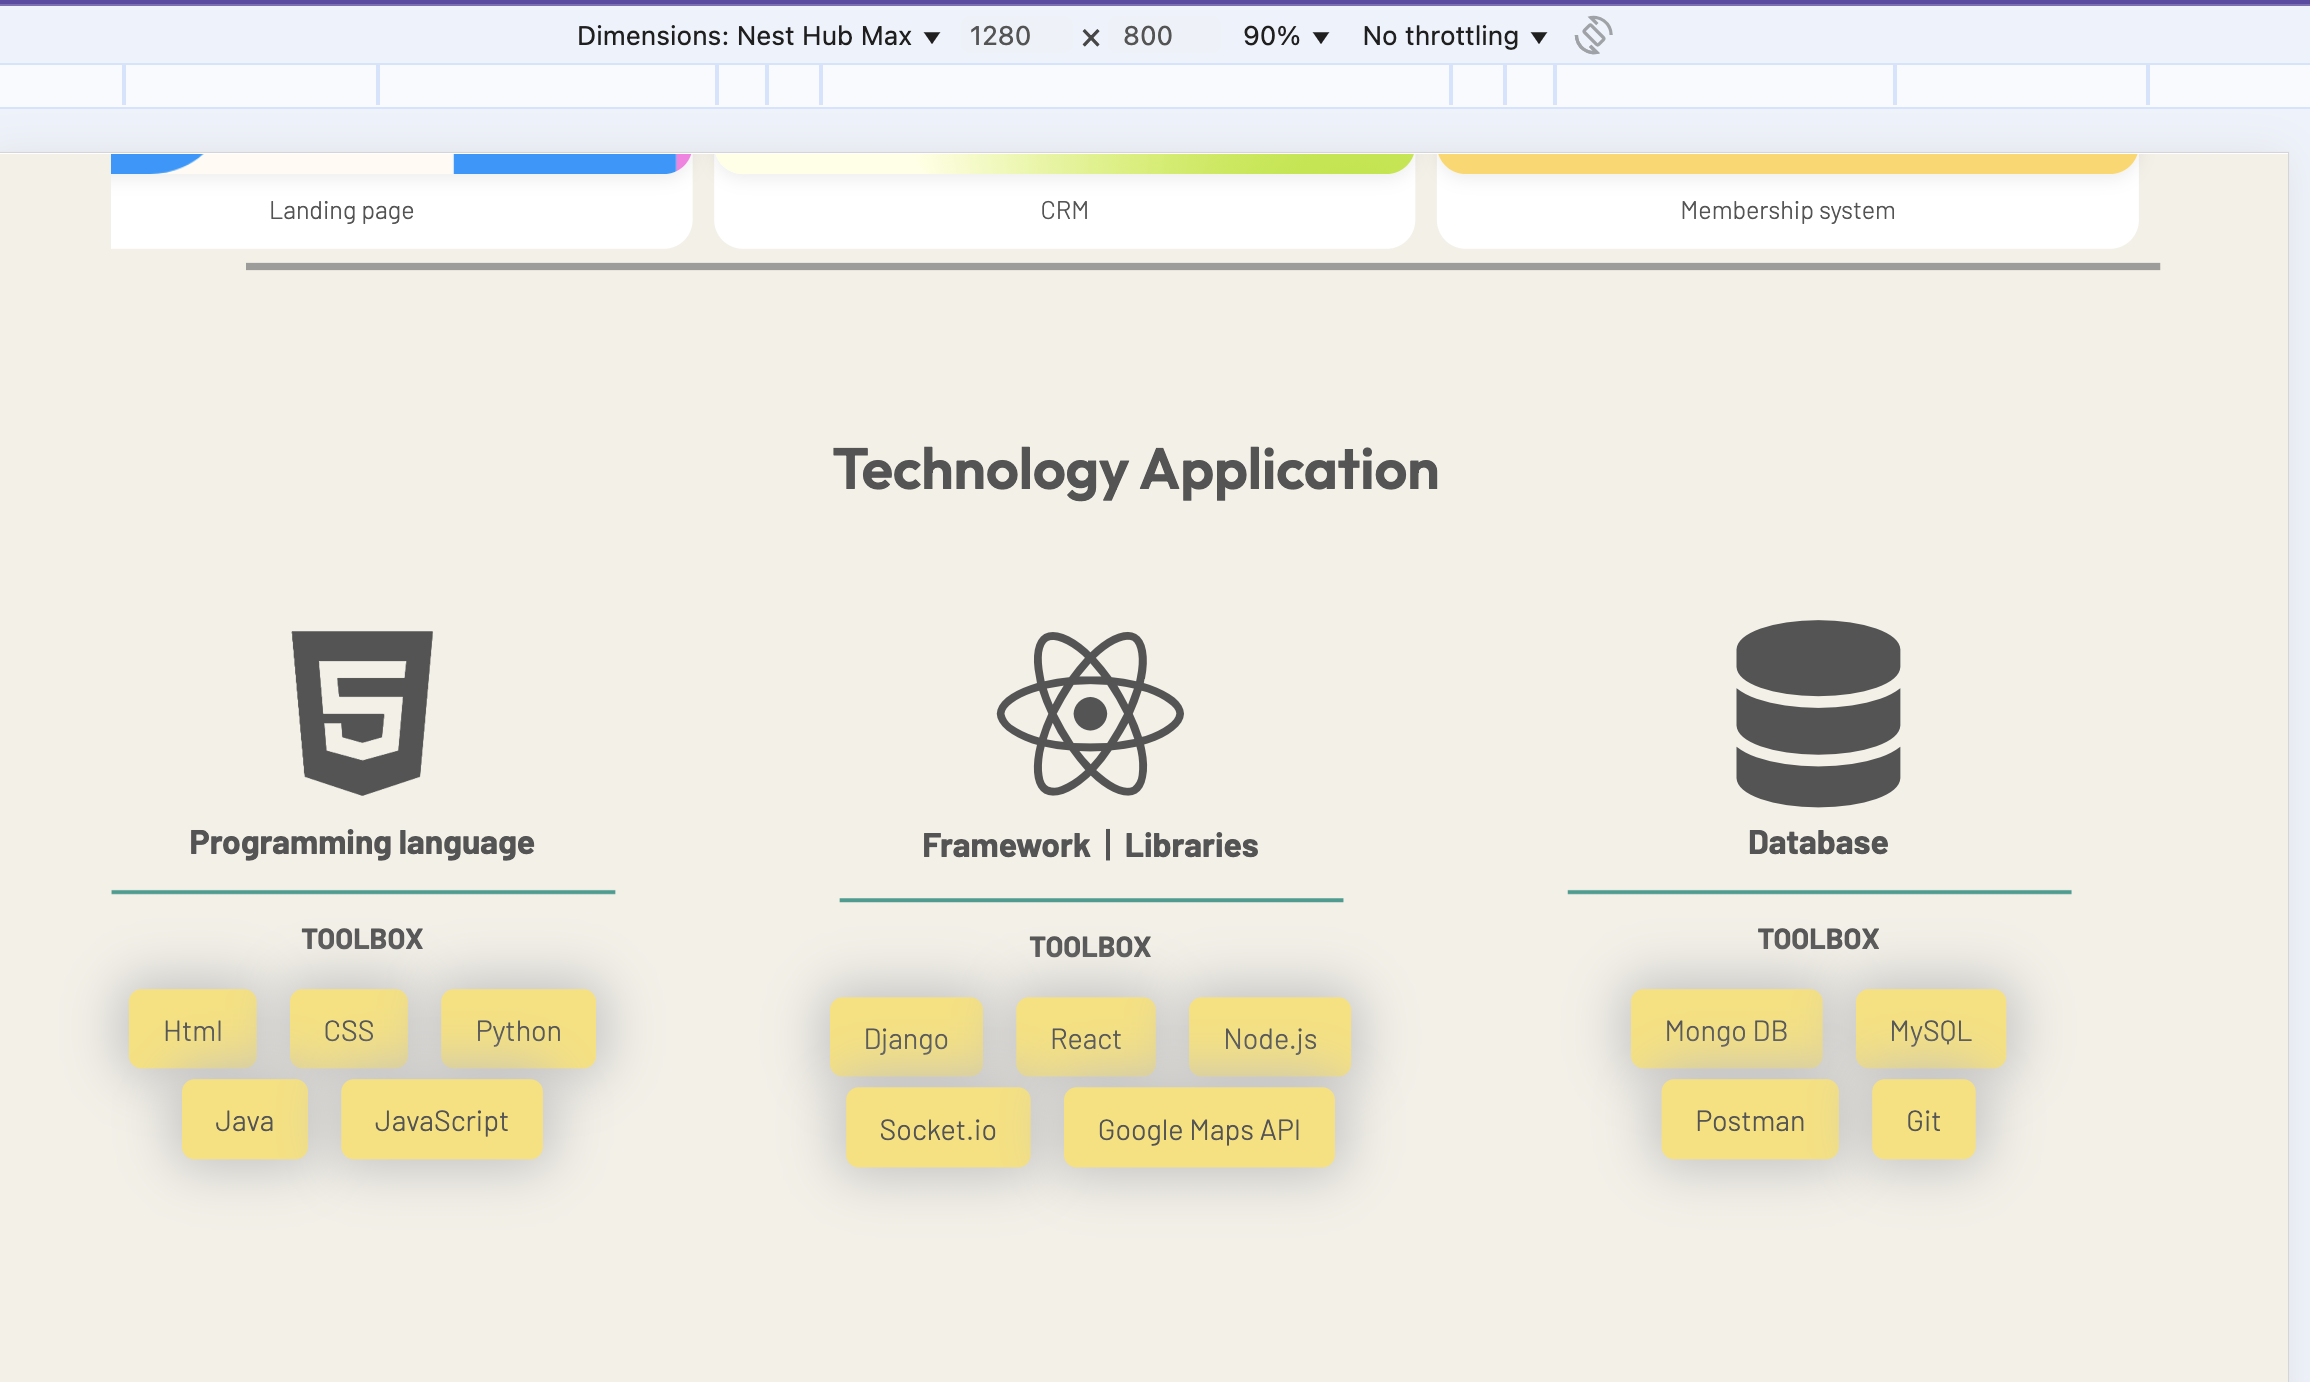 Dimensions: Nest Hub Max ▼ 1280 × 800 90% ▼ No throttling ▼
Landing page
CRM
Membership system
Technology Application
Programming language
TOOLBOX
Html CSS Python
Java JavaScript
Framework | Libraries
TOOLBOX
Django React Node.js
Socket.io Google Maps API
Database
TOOLBOX
Mongo DB MySQL
Postman Git